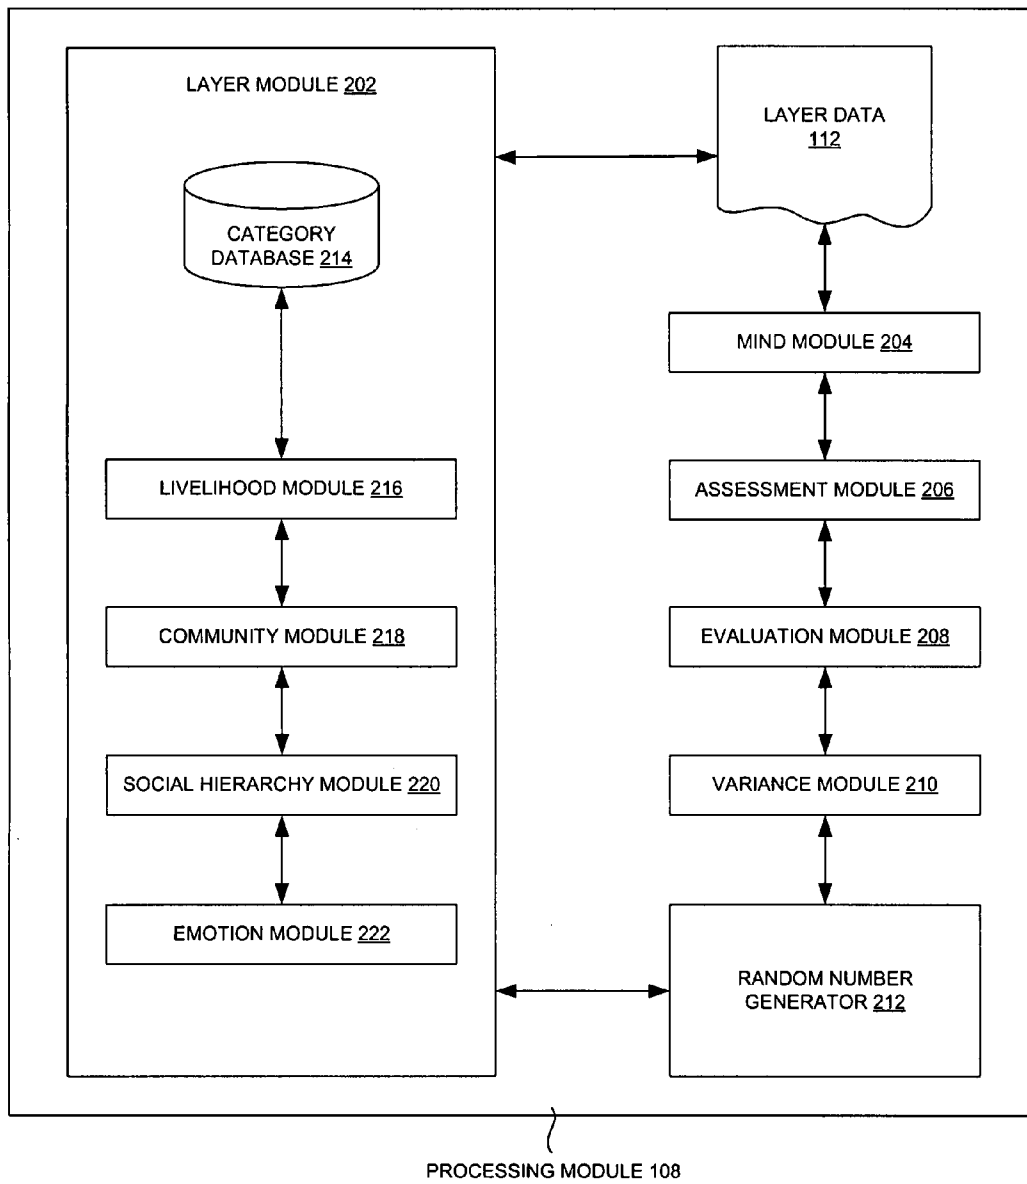 LAYER MODULE 202
CATEGORY
DATABASE 214
LIVELIHOOD MODULE 216
COMMUNITY MODULE 218
SOCIAL HIERARCHY MODULE 220
EMOTION MODULE 222
LAYER DATA
112
MIND MODULE 204
ASSESSMENT MODULE 206
EVALUATION MODULE 208
VARIANCE MODULE 210
RANDOM NUMBER
GENERATOR 212
PROCESSING MODULE 108